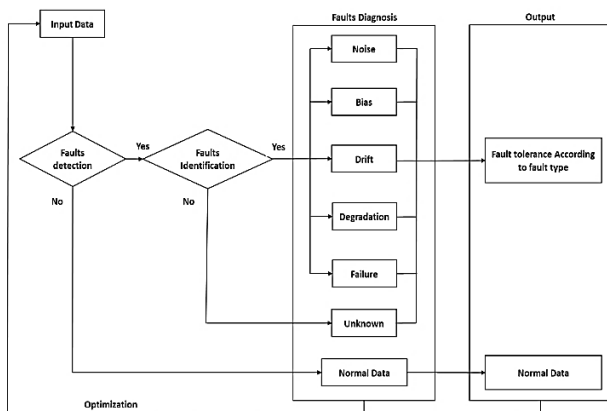 Faults Diagnosis
Output
Input Data
Noise
Bias
Yes
Yes
Faults
detection
Faults
Identification
Drift
Fault tolerance According
to fault type
No
No
Degradation
Failure
Unknown
Normal Data
Normal Data
Optimization